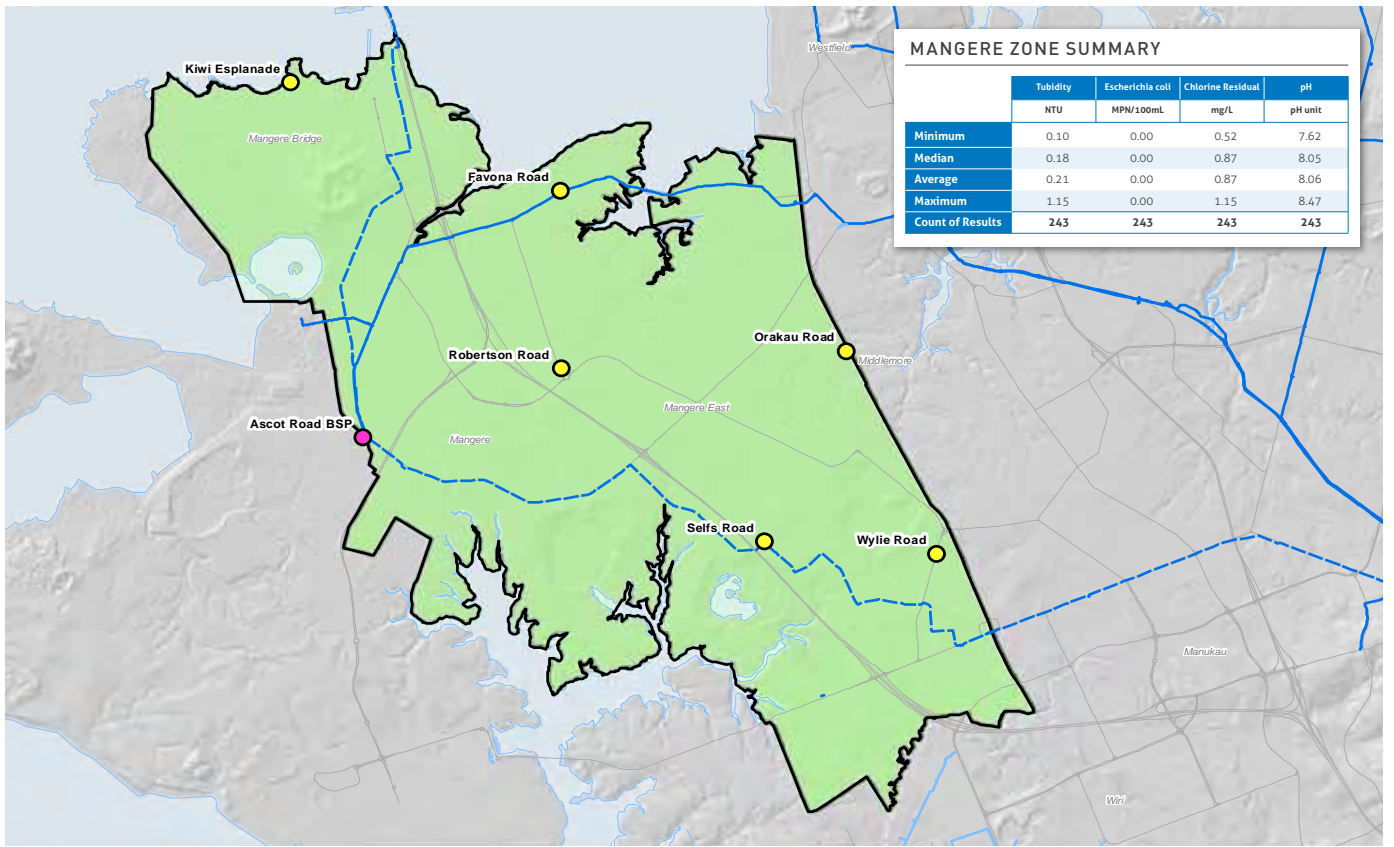 Westfield
MANGERE ZONE SUMMARY
Tubidity Escherichia coli Chlorine Residual pH
NTU MPN/100mL mg/L pH unit
Minimum 0.10 0.00 0.52 7.62
Median 0.18 0.00 0.87 8.05
Average 0.21 0.00 0.87 8.06
Maximum 1.15 0.00 1.15 8.47
Count of Results 243 243 243 243
Kiwi Esplanade
Mangere Bridge
Favona Road
Orakau Road
Middlemore
Robertson Road
Mangere East
Ascot Road BSP
Mangere
Selfs Road
Wylie Road
Manukau
Wiri